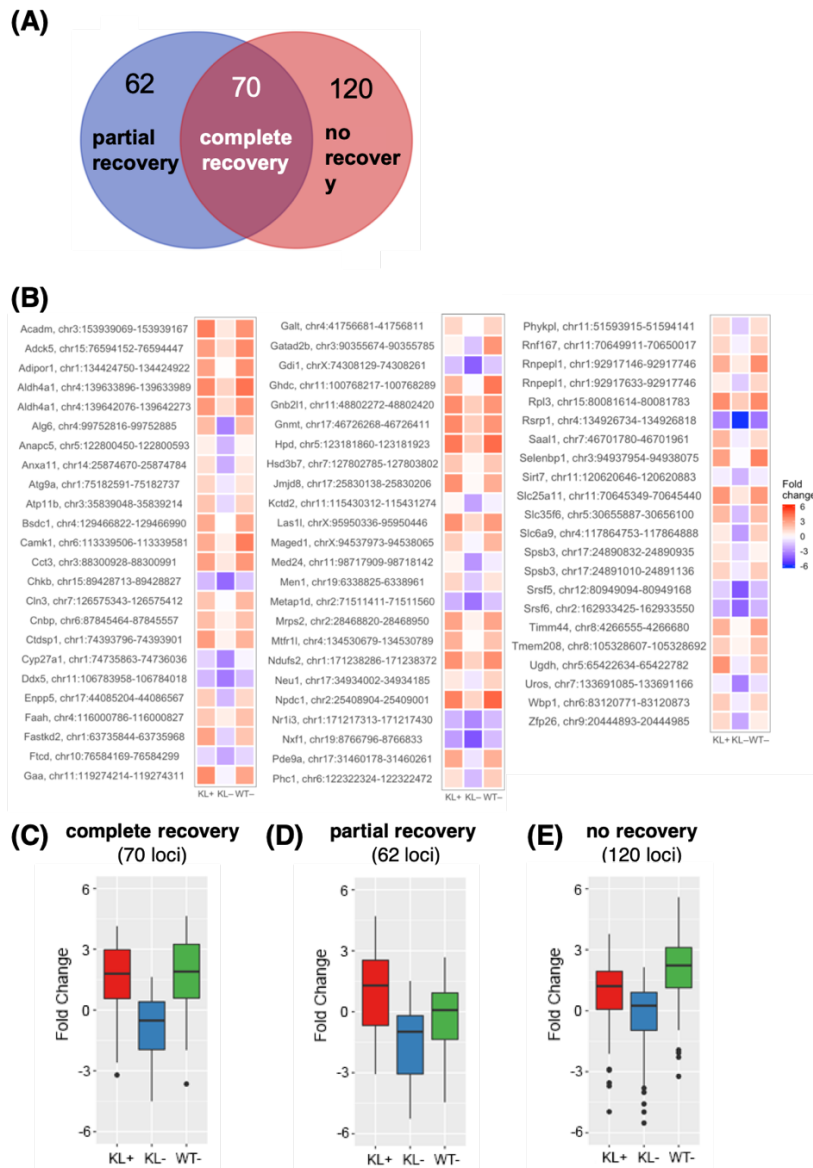 (A)
62
70
120
partial
recovery
complete
recovery
no
recover
y
(B)
Acadm, chr3:153939069-153939167
Adck5, chr15:76594152-76594447
Adipor1, chr1:134424750-134424922
Aldh4a1, chr4:139633896-139633989
Aldh4a1, chr4:139642076-139642273
Alg6, chr4:99752816-99752885
Anapc5, chr5:122800450-122800593
Anxa11, chr14:25874670-25874784
Atg9a, chr1:75182591-75182737
Atp11b, chr3:35839048-35839214
Bsdc1, chr4:129466822-129466990
Camk1, chr6:113339506-113339581
Cct3, chr3:88300928-88300991
Chkb, chr15:89428713-89428827
Cln3, chr7:126575343-126575412
Cnbp, chr6:87845464-87845557
Ctdsp1, chr1:74393796-74393901
Cyp27a1, chr1:74735863-74736036
Ddx5, chr11:106783958-106784018
Enpp5, chr17:44085204-44086567
Faah, chr4:116000786-116000827
Fastkd2, chr1:63735844-63735968
Ftcd, chr10:76584169-76584299
Gaa, chr11:119274214-119274311
KL+ KL− WT−
Galt, chr4:41756681-41756811
Gatad2b, chr3:90355674-90355785
Gdi1, chrX:74308129-74308261
Ghdc, chr11:100768217-100768289
Gnb2l1, chr11:48802272-48802420
Gnmt, chr17:46726268-46726411
Hpd, chr5:123181860-123181923
Hsd3b7, chr7:127802785-127803802
Jmjd8, chr17:25830138-25830206
Kctd2, chr11:115430312-115431274
Las1l, chrX:95950336-95950446
Maged1, chrX:94537973-94538065
Med24, chr11:98717909-98718142
Men1, chr19:6338825-6338961
Metap1d, chr2:71511411-71511560
Mrps2, chr2:28468820-28468950
Mtfr1l, chr4:134530679-134530789
Ndufs2, chr1:171238286-171238372
Neu1, chr17:34934002-34934185
Npdc1, chr2:25408904-25409001
Nr1i3, chr1:171217313-171217430
Nxf1, chr19:8766796-8766833
Pde9a, chr17:31460178-31460261
Phc1, chr6:122322324-122322472
KL+ KL− WT−
Phykpl, chr11:51593915-51594141
Rnf167, chr11:70649911-70650017
Rnpepl1, chr1:92917146-92917746
Rnpepl1, chr1:92917633-92917746
Rpl3, chr15:80081614-80081783
Rsrp1, chr4:134926734-134926818
Saal1, chr7:46701780-46701961
Selenbp1, chr3:94937954-94938075
Sirt7, chr11:120620646-120620883
Slc25a11, chr11:70645349-70645440
Slc35f6, chr5:30655887-30656100
Slc6a9, chr4:117864753-117864888
Spsb3, chr17:24890832-24890935
Spsb3, chr17:24891010-24891136
Srsf5, chr12:80949094-80949168
Srsf6, chr2:162933425-162933550
Timm44, chr8:4266555-4266680
Tmem208, chr8:105328607-105328692
Ugdh, chr5:65422634-65422782
Uros, chr7:133691085-133691166
Wbp1, chr6:83120771-83120873
Zfp26, chr9:20444893-20444985
KL+ KL− WT−
Fold
change
6
3
0
-3
-6
(C) complete recovery
(70 loci)
Fold Change
6
3
0
-3
-6
KL+ KL- WT-
(D) partial recovery
(62 loci)
Fold Change
6
3
0
-3
-6
KL+ KL- WT-
(E) no recovery
(120 loci)
Fold Change
6
3
0
-3
-6
KL+ KL- WT-